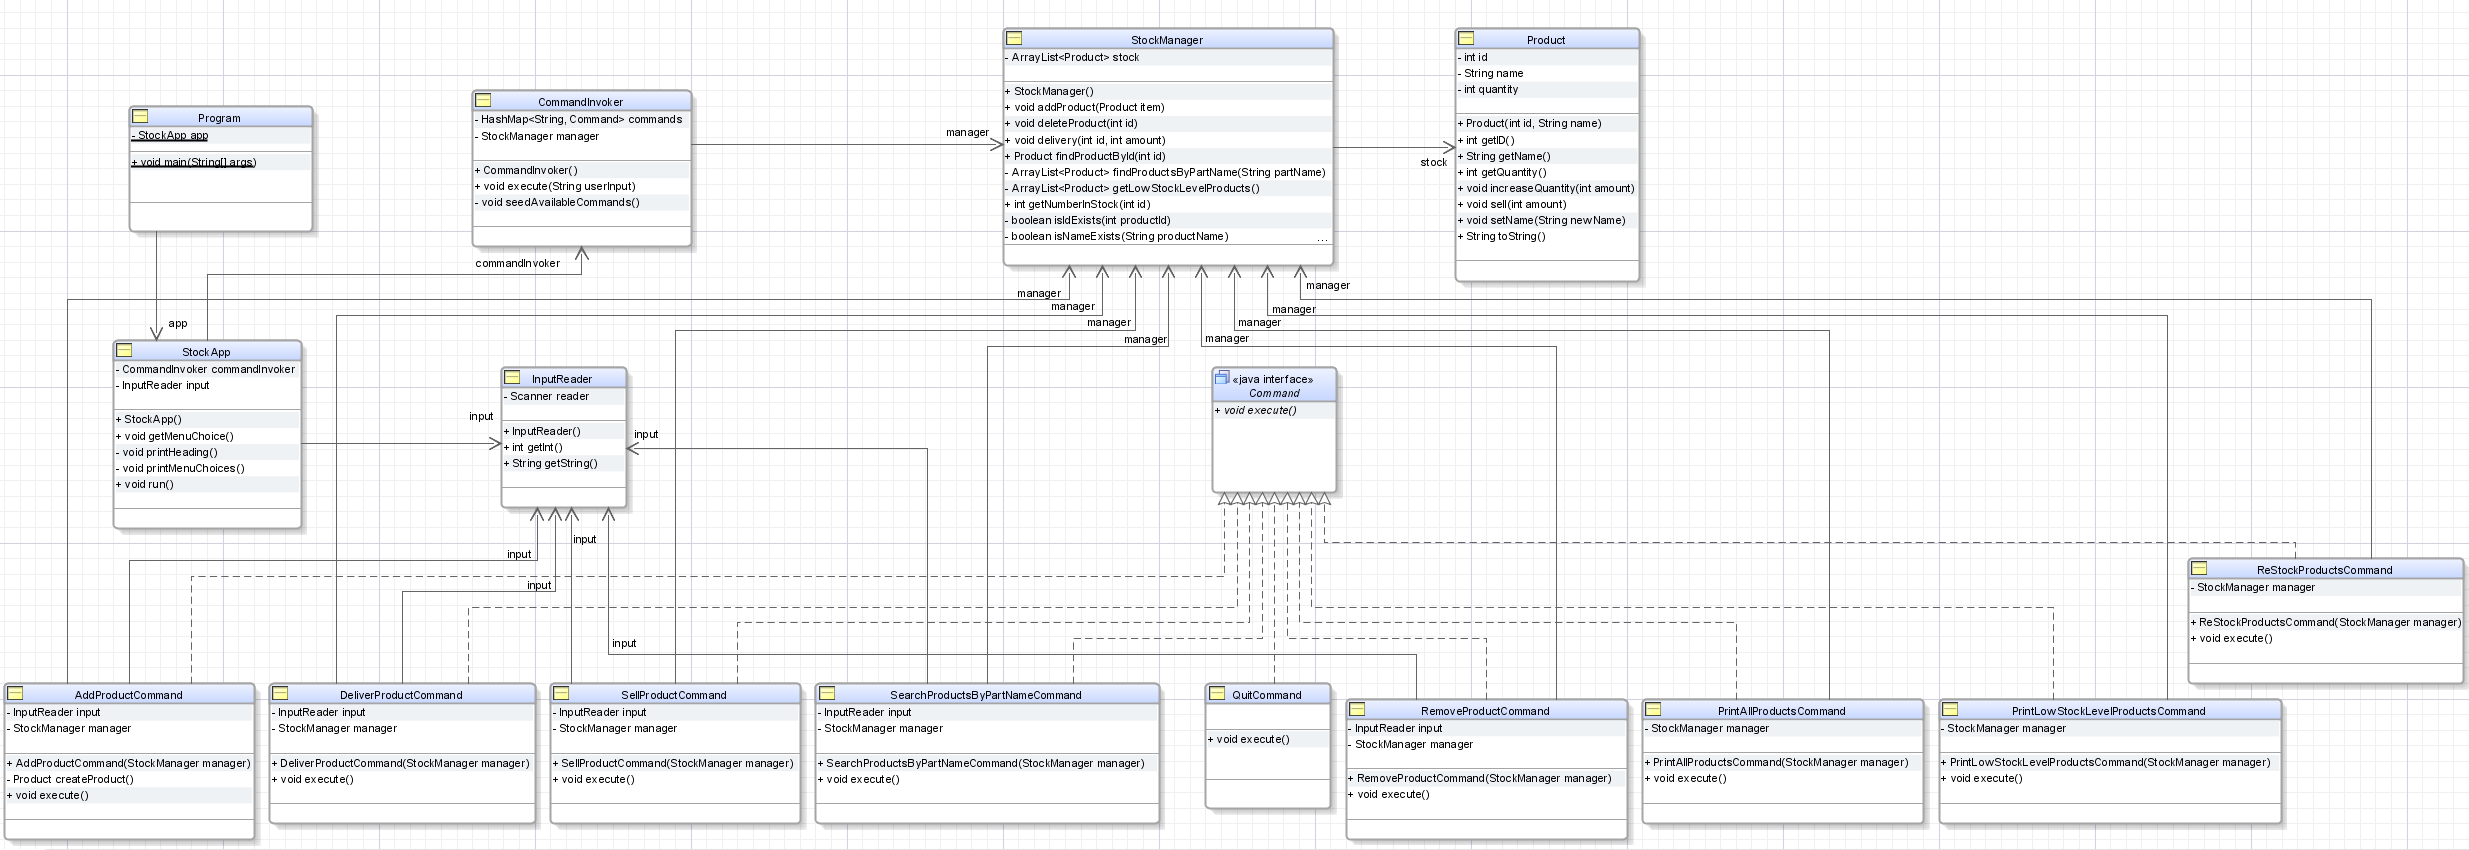 Program
- StockApp app
+ void main(String[] args)
CommandInvoker
- HashMap<String, Command> commands
- StockManager manager
+ CommandInvoker()
+ void execute(String userInput)
- void seedAvailableCommands()
StockManager
- ArrayList<Product> stock
+ StockManager()
+ void addProduct(Product item)
+ void deleteProduct(int id)
+ void delivery(int id, int amount)
+ Product findProductById(int id)
- ArrayList<Product> findProductsByPartName(String partName)
- ArrayList<Product> getLowStockLevelProducts()
+ int getNumberInStock(int id)
- boolean isIdExists(int productId)
- boolean isNameExists(String productName)
...
Product
- int id
- String name
- int quantity
+ Product(int id, String name)
+ int getID()
+ String getName()
+ int getQuantity()
+ void increaseQuantity(int amount)
+ void sell(int amount)
+ void setName(String newName)
+ String toString()
manager
stock
commandInvoker
app
manager
manager
manager
manager
manager
manager
manager
manager
StockApp
- CommandInvoker commandInvoker
- InputReader input
+ StockApp()
+ void getMenuChoice()
- void printHeading()
- void printMenuChoices()
+ void run()
input
InputReader
- Scanner reader
+ InputReader()
+ int getInt()
+ String getString()
input
«java interface»
Command
+ void execute()
input
input
input
input
ReStockProductsCommand
- StockManager manager
+ ReStockProductsCommand(StockManager manager)
+ void execute()
AddProductCommand
- InputReader input
- StockManager manager
+ AddProductCommand(StockManager manager)
- Product createProduct()
+ void execute()
DeliverProductCommand
- InputReader input
- StockManager manager
+ DeliverProductCommand(StockManager manager)
+ void execute()
SellProductCommand
- InputReader input
- StockManager manager
+ SellProductCommand(StockManager manager)
+ void execute()
SearchProductsByPartNameCommand
- InputReader input
- StockManager manager
+ SearchProductsByPartNameCommand(StockManager manager)
+ void execute()
QuitCommand
+ void execute()
RemoveProductCommand
- InputReader input
- StockManager manager
+ RemoveProductCommand(StockManager manager)
+ void execute()
PrintAllProductsCommand
- StockManager manager
+ PrintAllProductsCommand(StockManager manager)
+ void execute()
PrintLowStockLevelProductsCommand
- StockManager manager
+ PrintLowStockLevelProductsCommand(StockManager manager)
+ void execute()